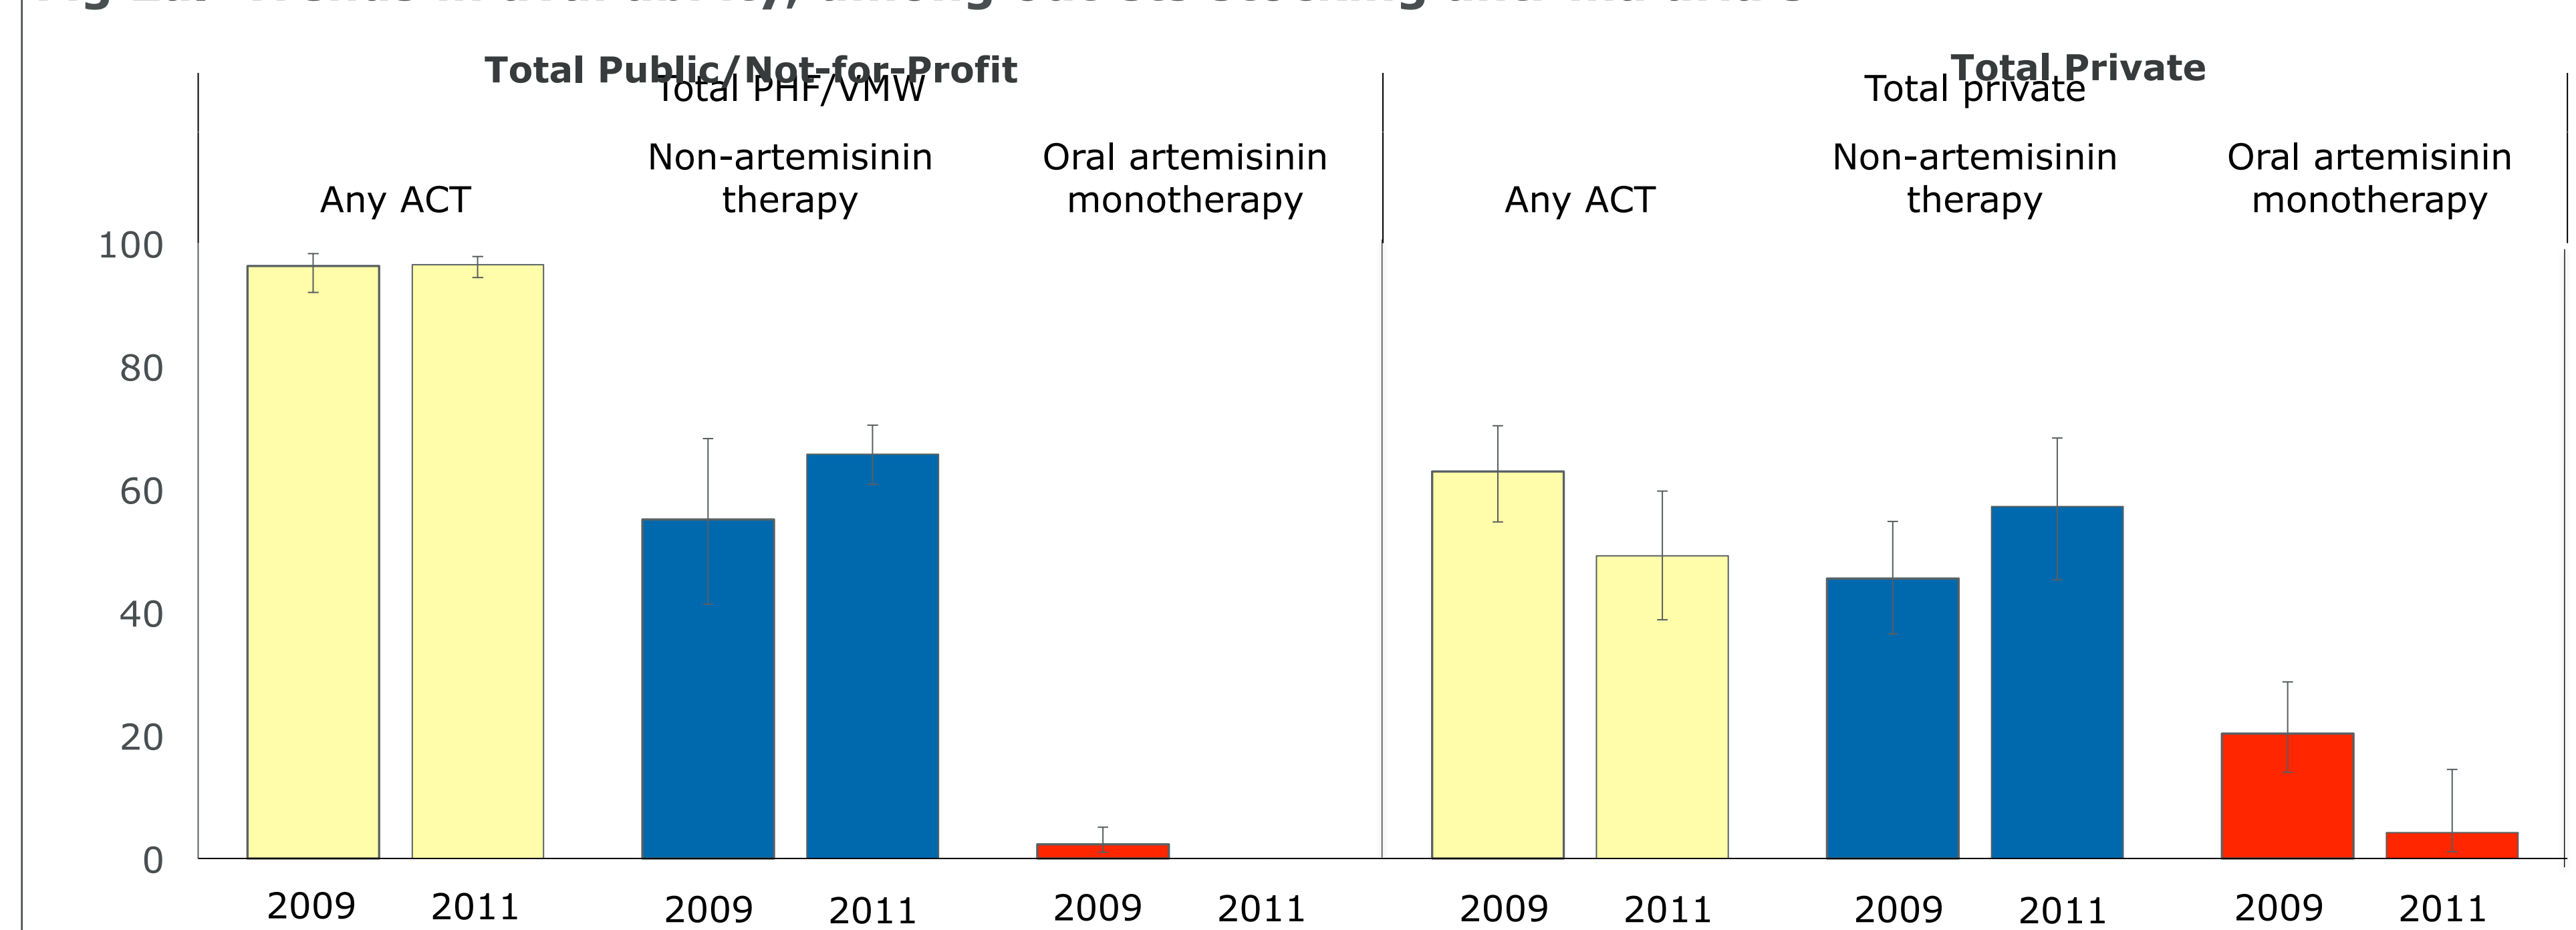 Total Public/Not-for-Profit
Total Private
Total PHF/VMW
Total private
Any ACT
Non-artemisinin
therapy
Oral artemisinin
monotherapy
Any ACT
Non-artemisinin
therapy
Oral artemisinin
monotherapy
100
80
60
40
20
0
2009 2011 2009 2011 2009 2011 2009 2011 2009 2011 2009 2011